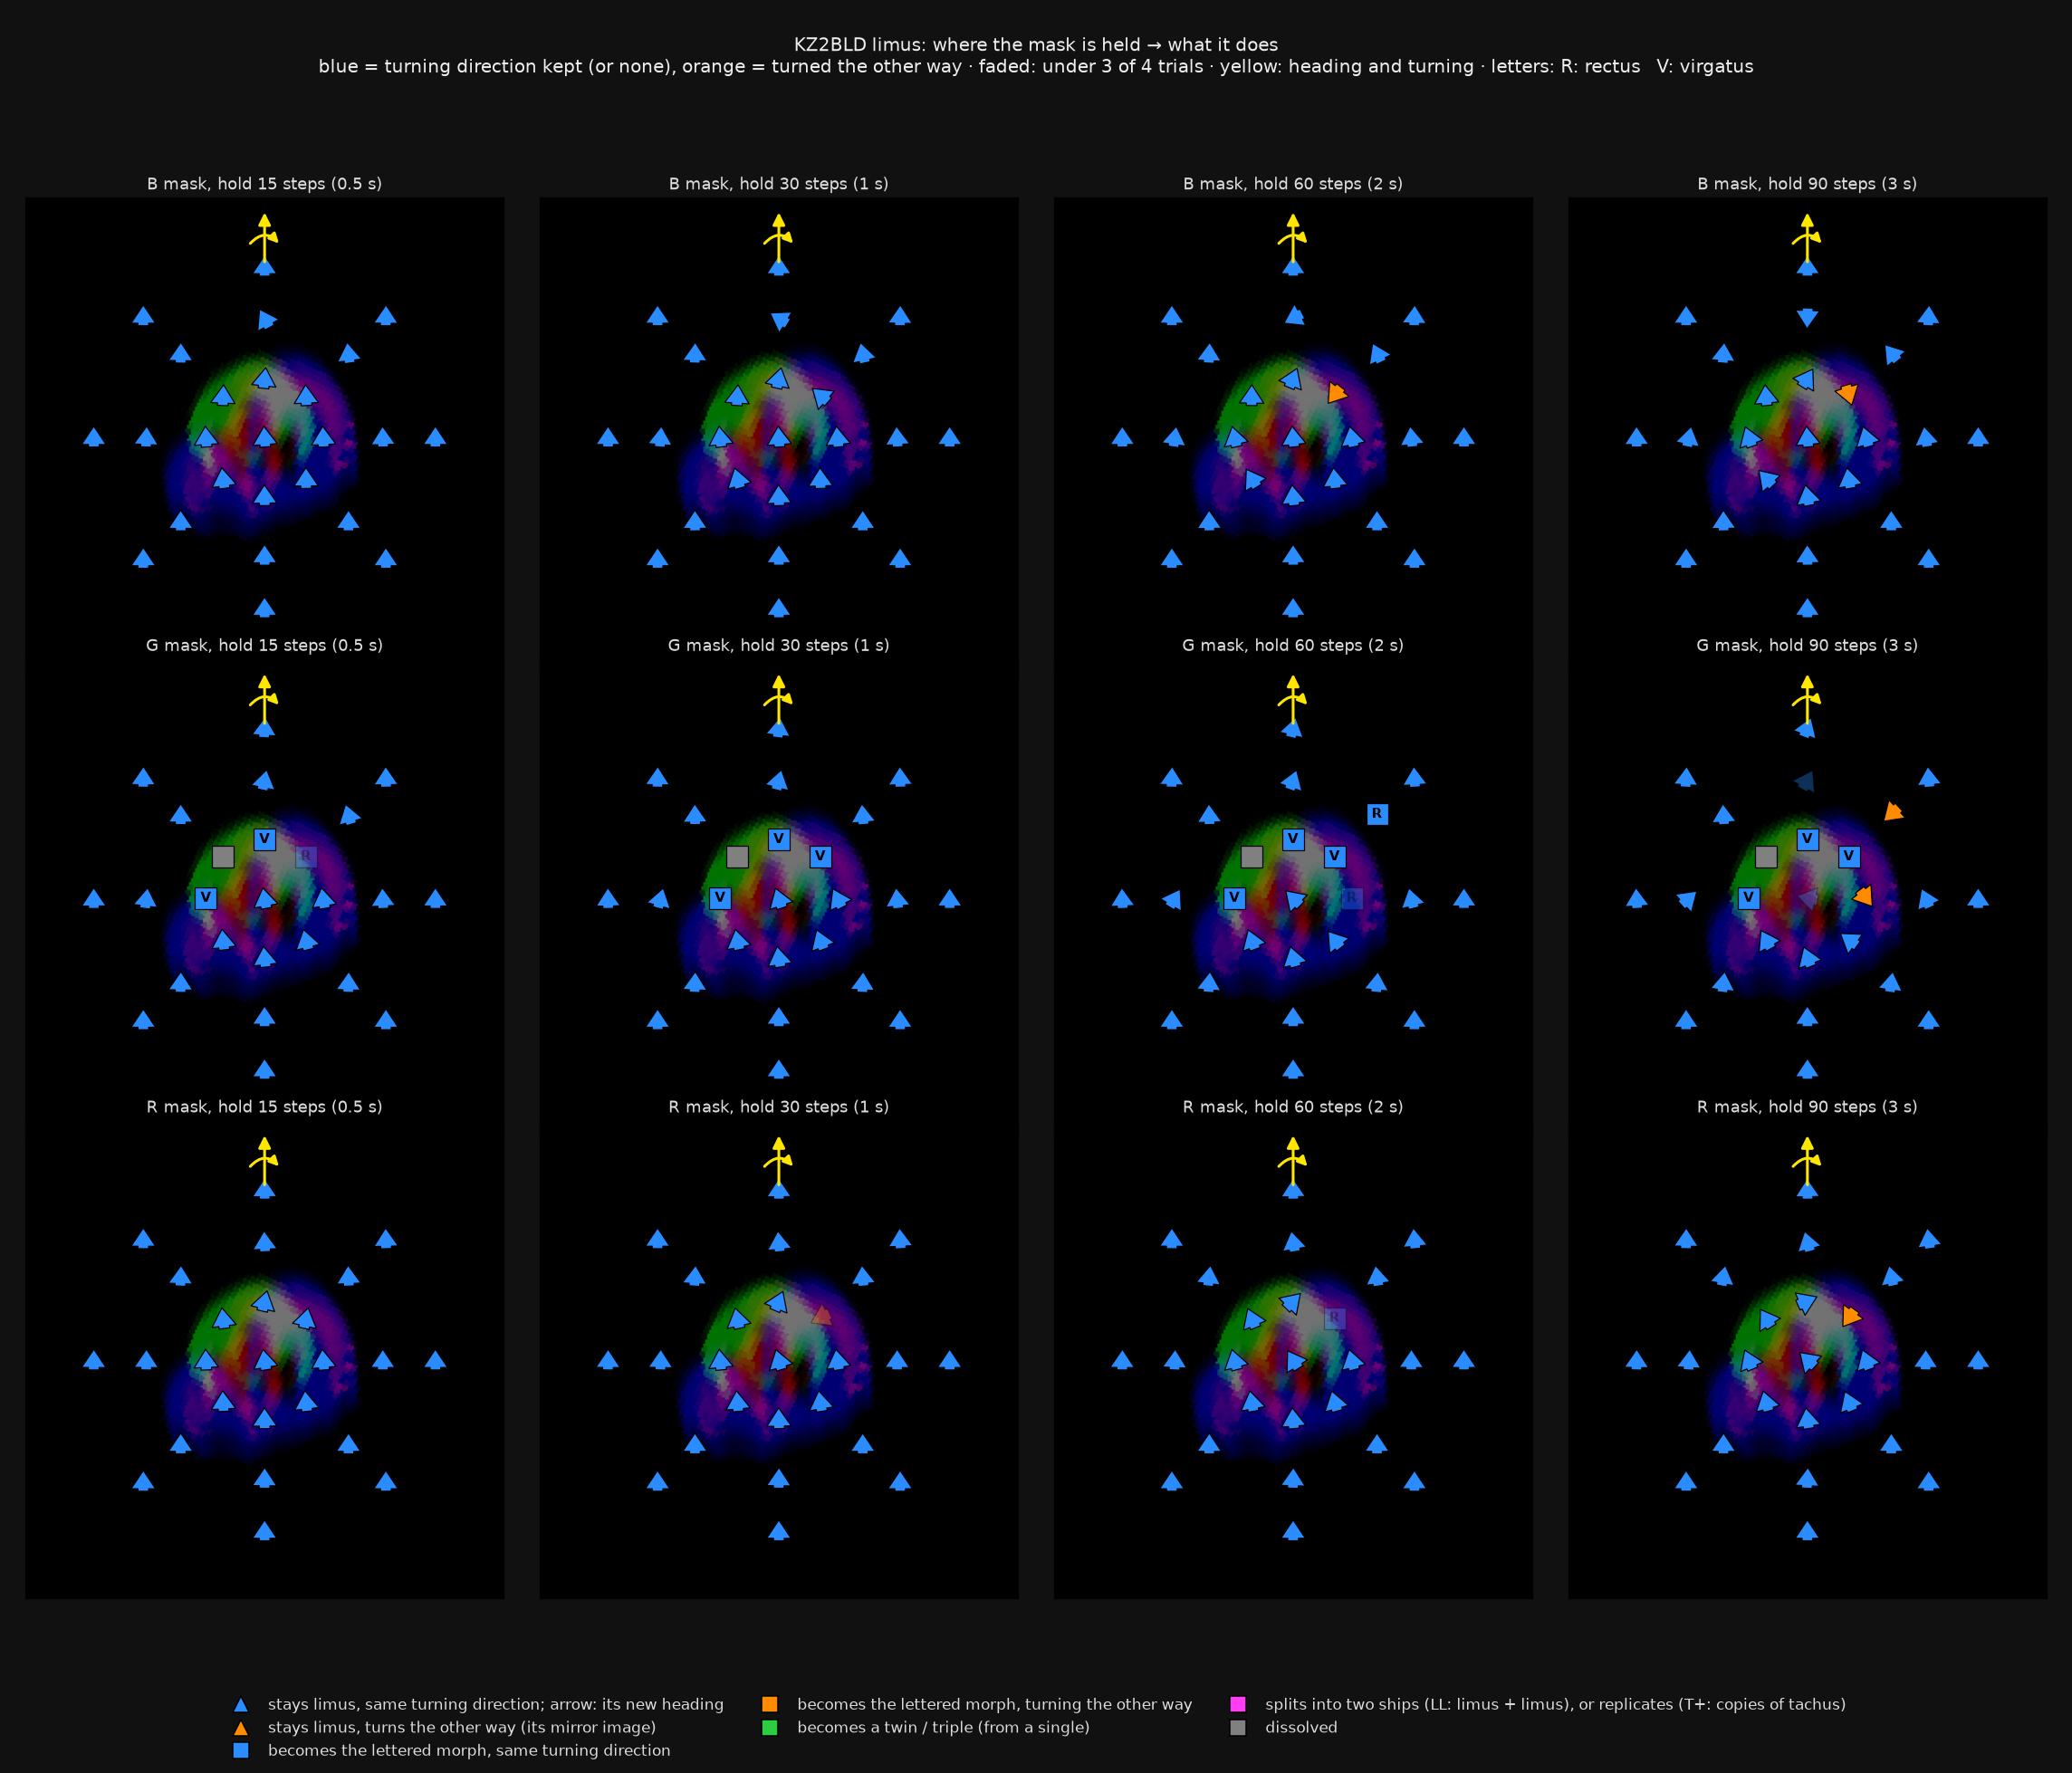 KZ2BLD limus: where the mask is held → what it does
blue = turning direction kept (or none), orange = turned the other way · faded: under 3 of 4 trials · yellow: heading and turning · letters: R: rectus V: virgatus
B mask, hold 15 steps (0.5 s)
B mask, hold 30 steps (1 s)
B mask, hold 60 steps (2 s)
B mask, hold 90 steps (3 s)
G mask, hold 15 steps (0.5 s)
G mask, hold 30 steps (1 s)
G mask, hold 60 steps (2 s)
G mask, hold 90 steps (3 s)
R
V V V V
R V
V V V V
V R V
V V R V
R mask, hold 15 steps (0.5 s)
R mask, hold 30 steps (1 s)
R mask, hold 60 steps (2 s)
R mask, hold 90 steps (3 s)
R
stays limus, same turning direction; arrow: its new heading
stays limus, turns the other way (its mirror image)
becomes the lettered morph, same turning direction
becomes the lettered morph, turning the other way
becomes a twin / triple (from a single)
splits into two ships (LL: limus + limus), or replicates (T+: copies of tachus)
dissolved